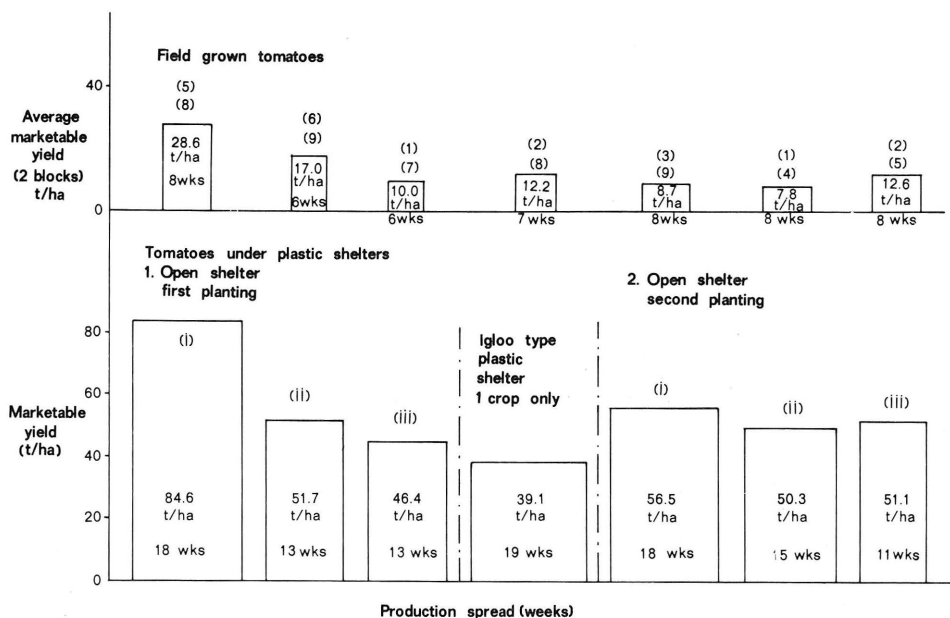 Field grown tomatoes
40
0
Average
marketable
yield
(2 blocks)
t/ha
(5)
(8)
28.6
t/ha
8wks
(6)
(9)
17.0
t/ha
6wks
(1)
(7)
10.0
t/ha
6wks
(2)
(8)
12.2
t/ha
7 wks
(3)
(9)
8.7
t/ha
8wks
(1)
(4)
7.8
t/ha
8 wks
(2)
(5)
12.6
t/ha
8 wks
Tomatoes under plastic shelters
1. Open shelter
first planting
2. Open shelter
second planting
Igloo type
plastic
shelter
1 crop only
80
60
40
20
0
Marketable
yield
(t/ha)
(i)
84.6
t/ha
18 wks
(ii)
51.7
t/ha
13 wks
(iii)
46.4
t/ha
13 wks
39.1
t/ha
19 wks
(i)
56.5
t/ha
18 wks
(ii)
50.3
t/ha
15 wks
(iii)
51.1
t/ha
11wks
Production spread (weeks)